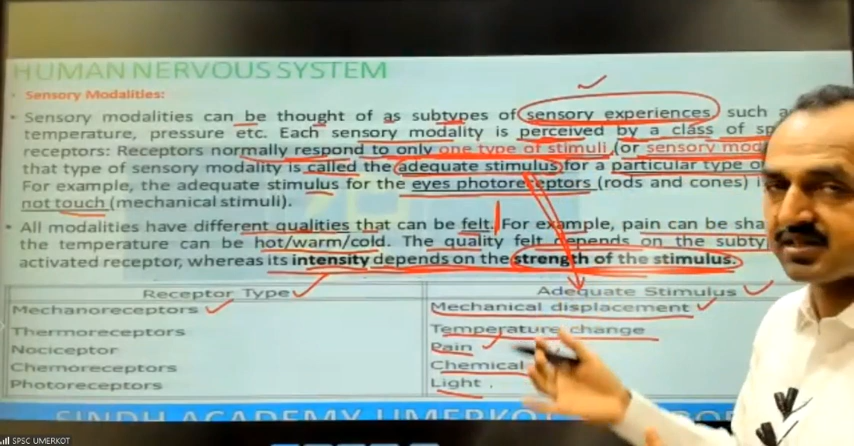 HUMAN NERVOUS SYSTEM
• Sensory Modalities:
• Sensory modalities can be thought of as subtypes of sensory experiences such
temperature, pressure etc. Each sensory modality is perceived by a class of
receptors: Receptors normally respond to only one type of stimuli (or sensory
that type of sensory modality is called the adequate stimulus for a particular type
For example, the adequate stimulus for the eyes photoreceptors (rods and cones)
not touch (mechanical stimuli).
• All modalities have different qualities that can be felt. For example, pain can be
the temperature can be hot/warm/cold. The quality felt depends on the
activated receptor, whereas its intensity depends on the strength of the stimulus.
Receptor Type Adequate Stimulus
Mechanoreceptors Mechanical displacement
Thermoreceptors Temperature change
Nociceptor Pain
Chemoreceptors Chemical
Photoreceptors Light
SINDH ACADEMY UMERKOT
SPSC UMERKOT